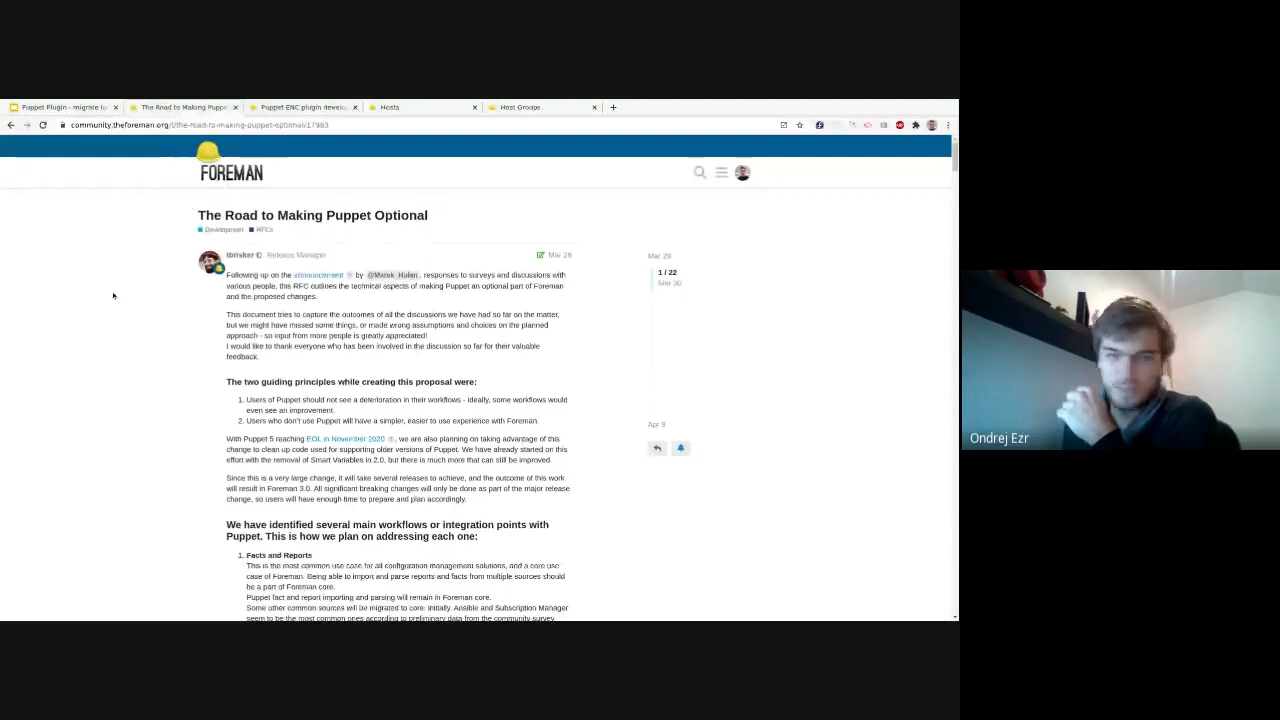 Puppet Plugin - migrate to
The Road to Making Puppe
Puppet ENC plugin develo
Hosts
Host Groups
community.theforeman.org/t/the-road-to-making-puppet-optional/17983
FOREMAN
The Road to Making Puppet Optional
Development RFCs
tbrisker Release Manager Mar 29
Following up on the announcement by @Marek_Hulan, responses to surveys and discussions with
various people, this RFC outlines the technical aspects of making Puppet an optional part of Foreman
and the proposed changes.
This document tries to capture the outcomes of all the discussions we have had so far on the matter,
but we might have missed some things, or made wrong assumptions and choices on the planned
approach - so input from more people is greatly appreciated!
I would like to thank everyone who has been involved in the discussion so far for their valuable
feedback.
The two guiding principles while creating this proposal were:
1. Users of Puppet should not see a deterioration in their workflows - ideally, some workflows would
even see an improvement.
2. Users who don't use Puppet will have a simpler, easier to use experience with Foreman.
With Puppet 5 reaching EOL in November 2020, we are also planning on taking advantage of this
change to clean up code used for supporting older versions of Puppet. We have already started on this
effort with the removal of Smart Variables in 2.0, but there is much more that can still be improved.
Since this is a very large change, it will take several releases to achieve, and the outcome of this work
will result in Foreman 3.0. All significant breaking changes will only be done as part of the major release
change, so users will have enough time to prepare and plan accordingly.
We have identified several main workflows or integration points with
Puppet. This is how we plan on addressing each one:
1. Facts and Reports
This is the most common use case for all configuration management solutions, and a core use
case of Foreman. Being able to import and parse reports and facts from multiple sources should
be a part of Foreman core.
Puppet fact and report importing and parsing will remain in Foreman core.
Some other common sources will be migrated to core: initially, Ansible and Subscription Manager
seem to be the most common ones according to preliminary data from the community survey.
Mar 29
1 / 22
Mar 30
Apr 9
Ondrej Ezr